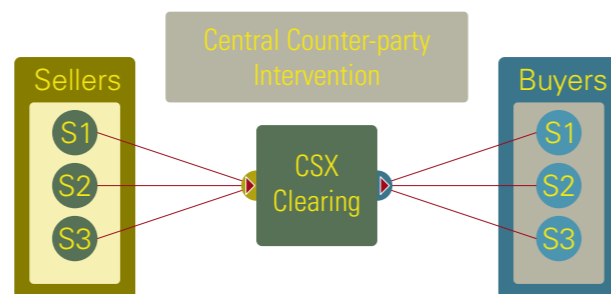 Central Counter-party
Intervention
Sellers
S1
S2
S3
CSX
Clearing
Buyers
S1
S2
S3